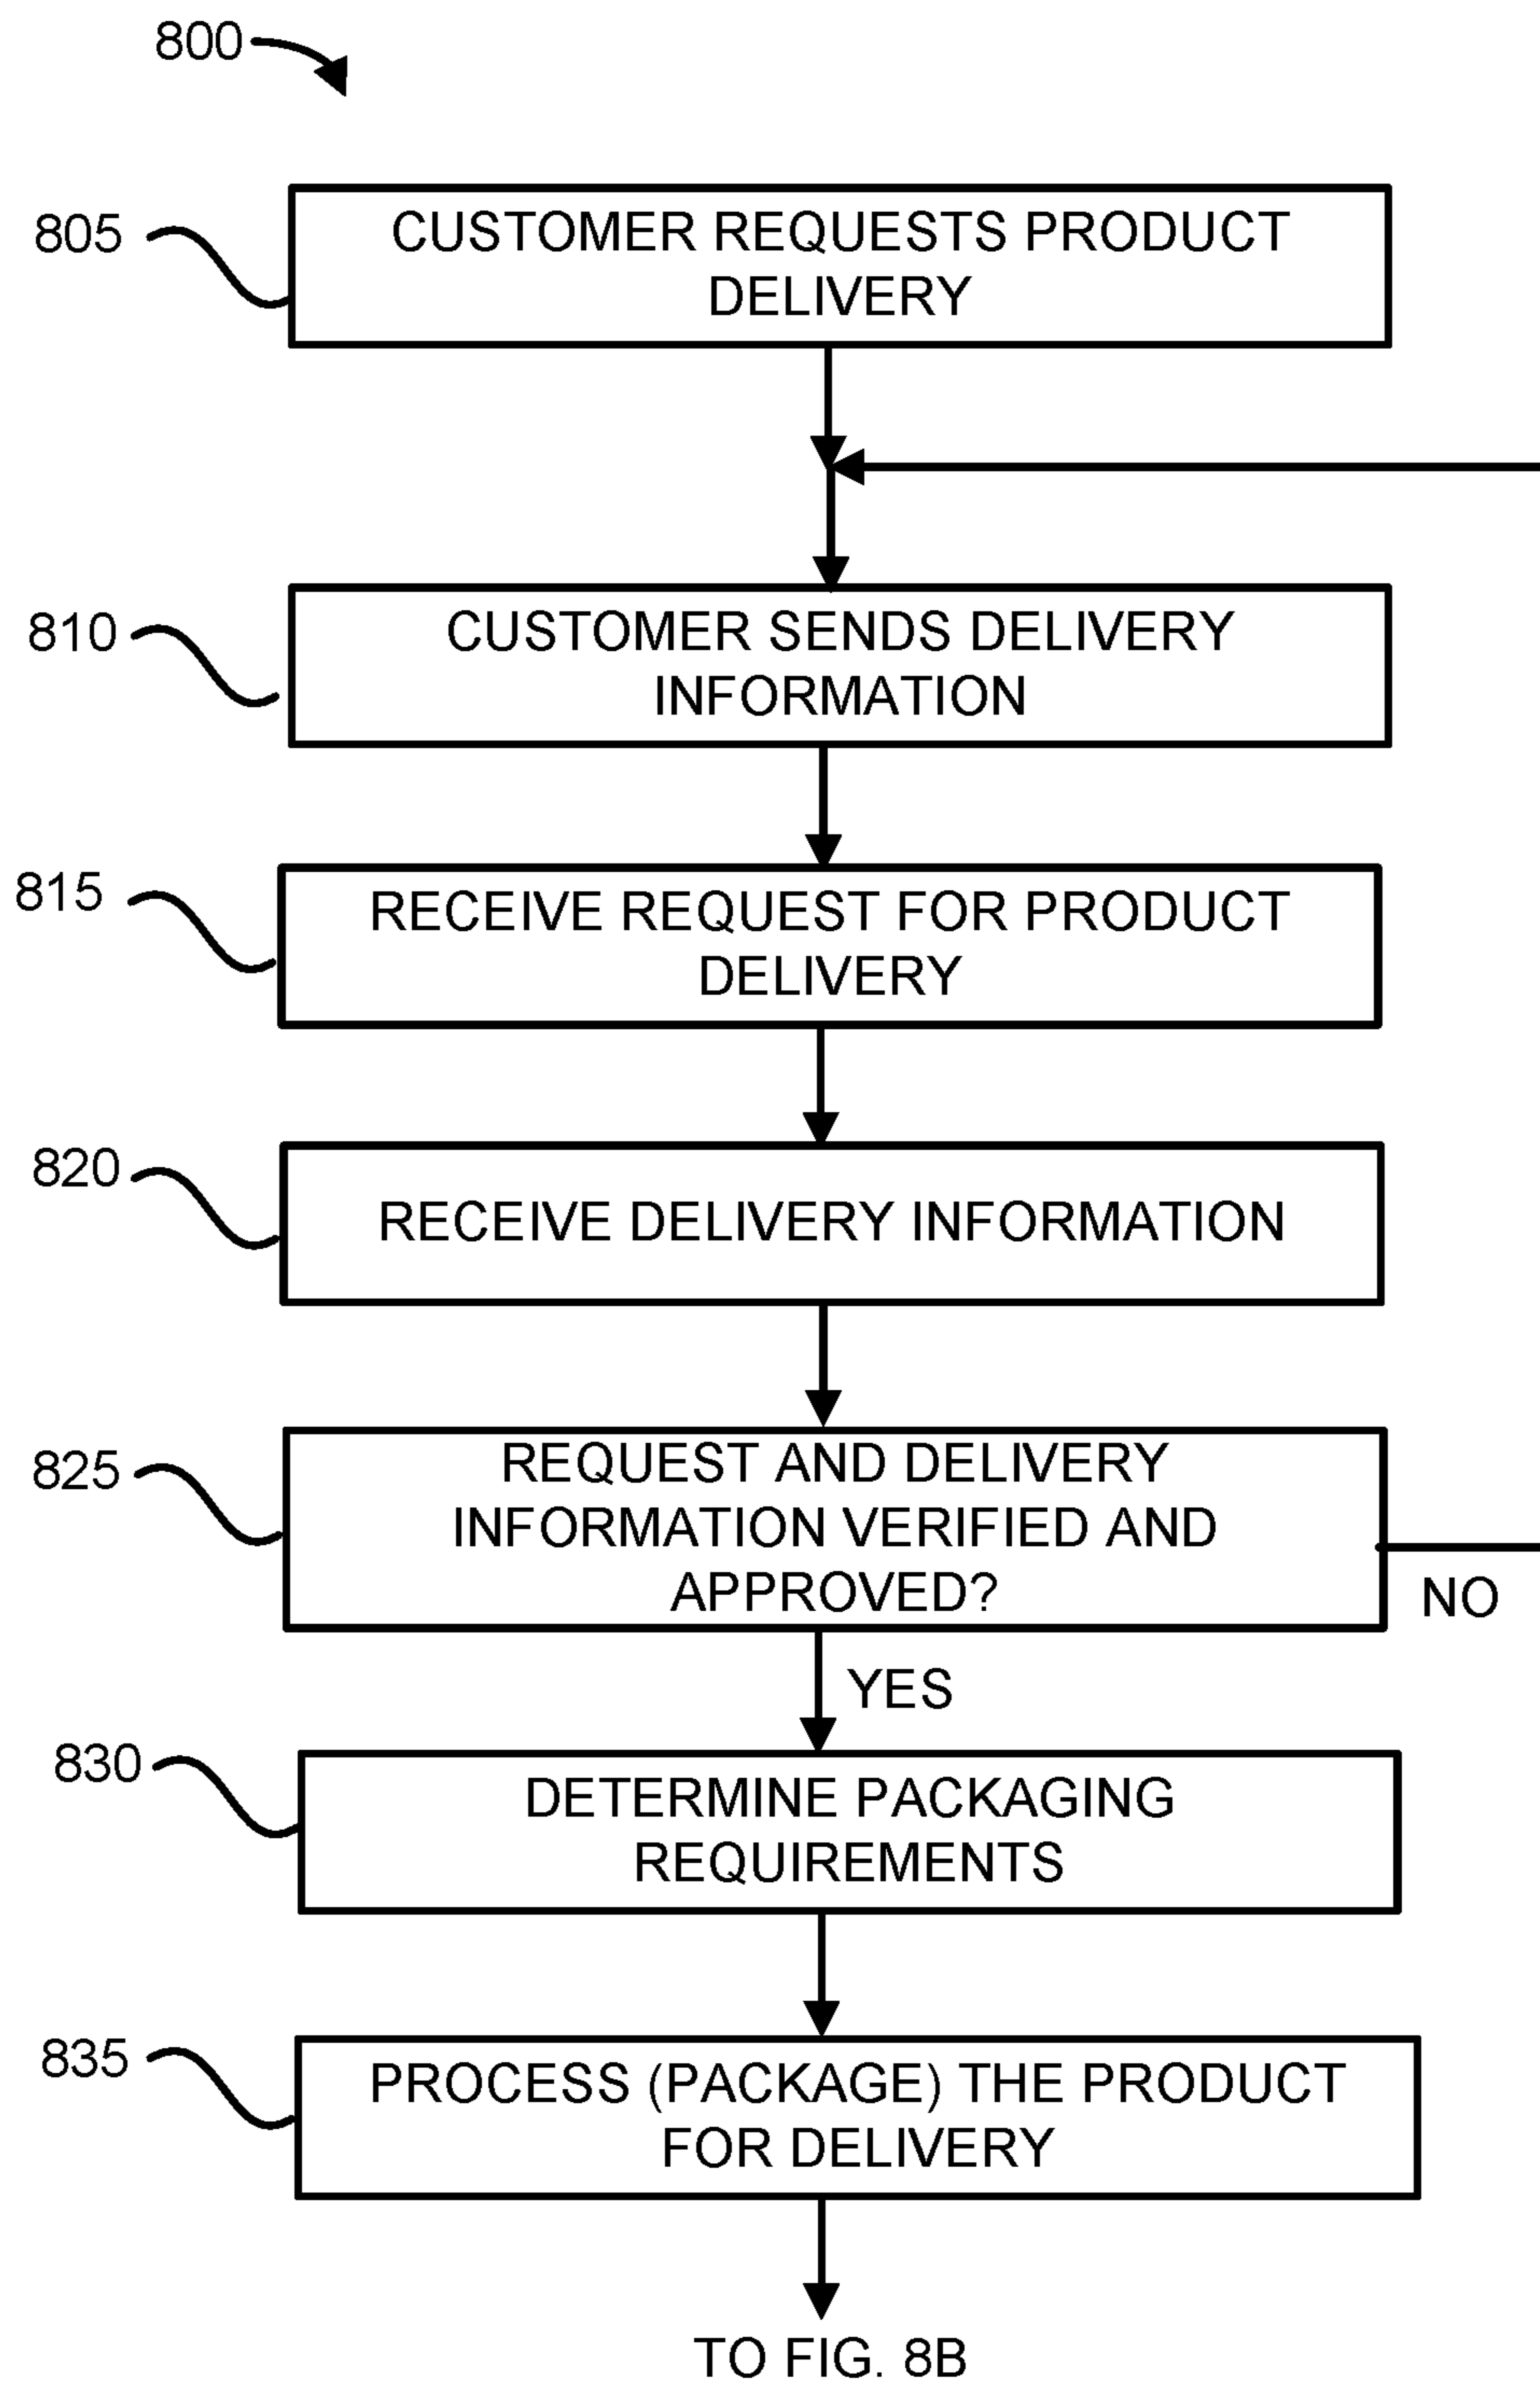 800
805
CUSTOMER REQUESTS PRODUCT
DELIVERY
810
CUSTOMER SENDS DELIVERY
INFORMATION
815
RECEIVE REQUEST FOR PRODUCT
DELIVERY
820
RECEIVE DELIVERY INFORMATION
825
REQUEST AND DELIVERY
INFORMATION VERIFIED AND
APPROVED?
NO
YES
830
DETERMINE PACKAGING
REQUIREMENTS
835
PROCESS (PACKAGE) THE PRODUCT
FOR DELIVERY
TO FIG. 8B